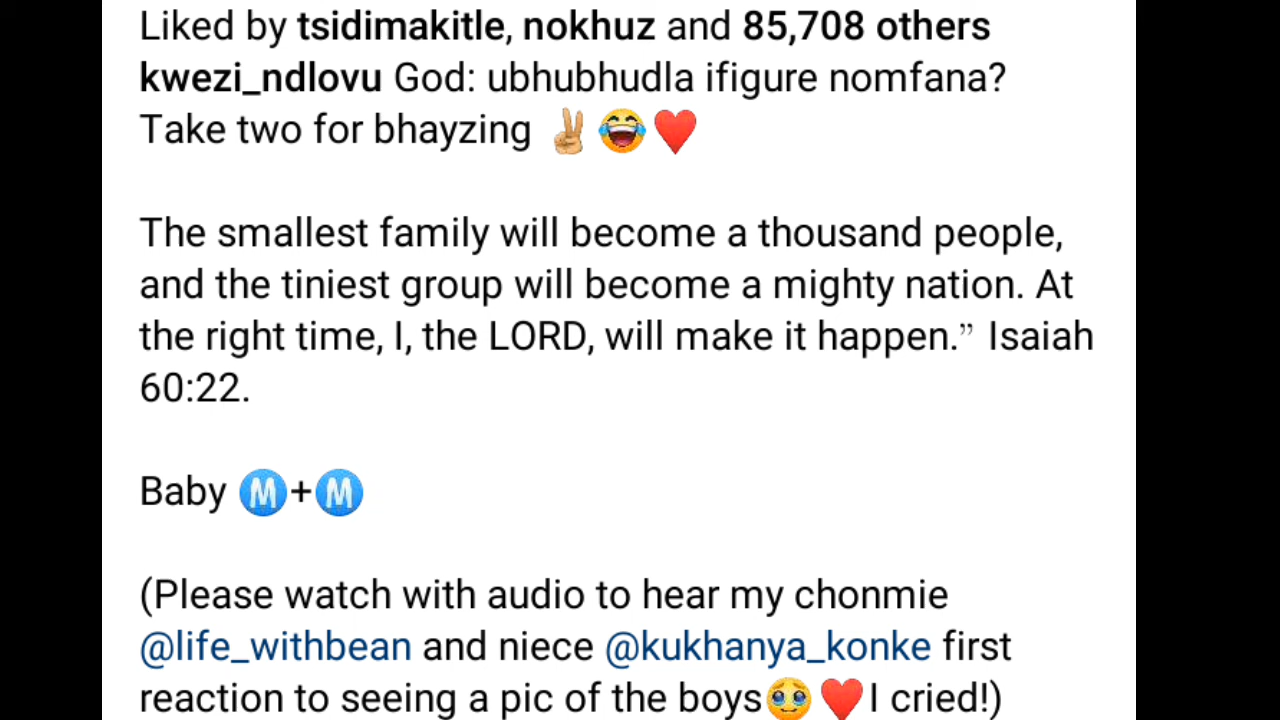 Liked by tsidimakitle, nokhuz and 85,708 others
kwezi_ndlovu God: ubhubhudla ifigure nomfana?
Take two for bhayzing ✌🏼😂❤️
The smallest family will become a thousand people,
and the tiniest group will become a mighty nation. At
the right time, I, the LORD, will make it happen.” Isaiah
60:22.
Baby Ⓜ️+Ⓜ️
(Please watch with audio to hear my chonmie
@life_withbean and niece @kukhanya_konke first
reaction to seeing a pic of the boys🥹❤️I cried!)